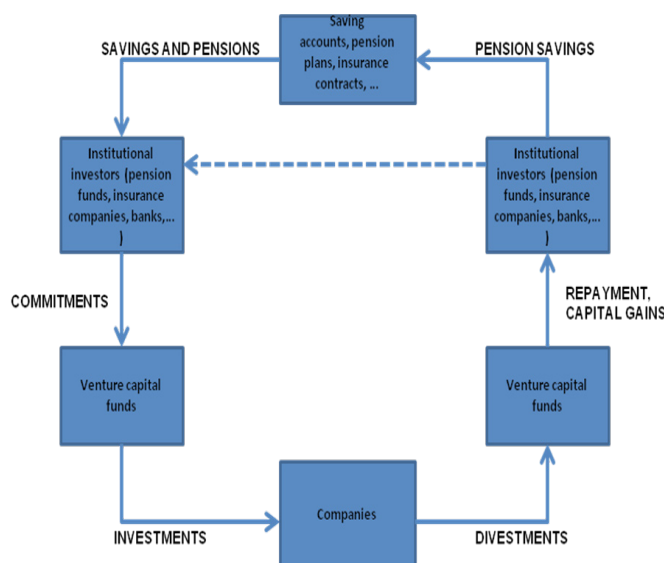 SAVINGS AND PENSIONS
Saving
accounts, pension
plans, insurance
contracts, ...
PENSION SAVINGS
Institutional
investors (pension
funds, insurance
companies, banks,...
)
Institutional
investors (pension
funds, insurance
companies, banks,...
)
COMMITMENTS
REPAYMENT,
CAPITAL GAINS
Venture capital
funds
Venture capital
funds
Companies
INVESTMENTS
DIVESTMENTS